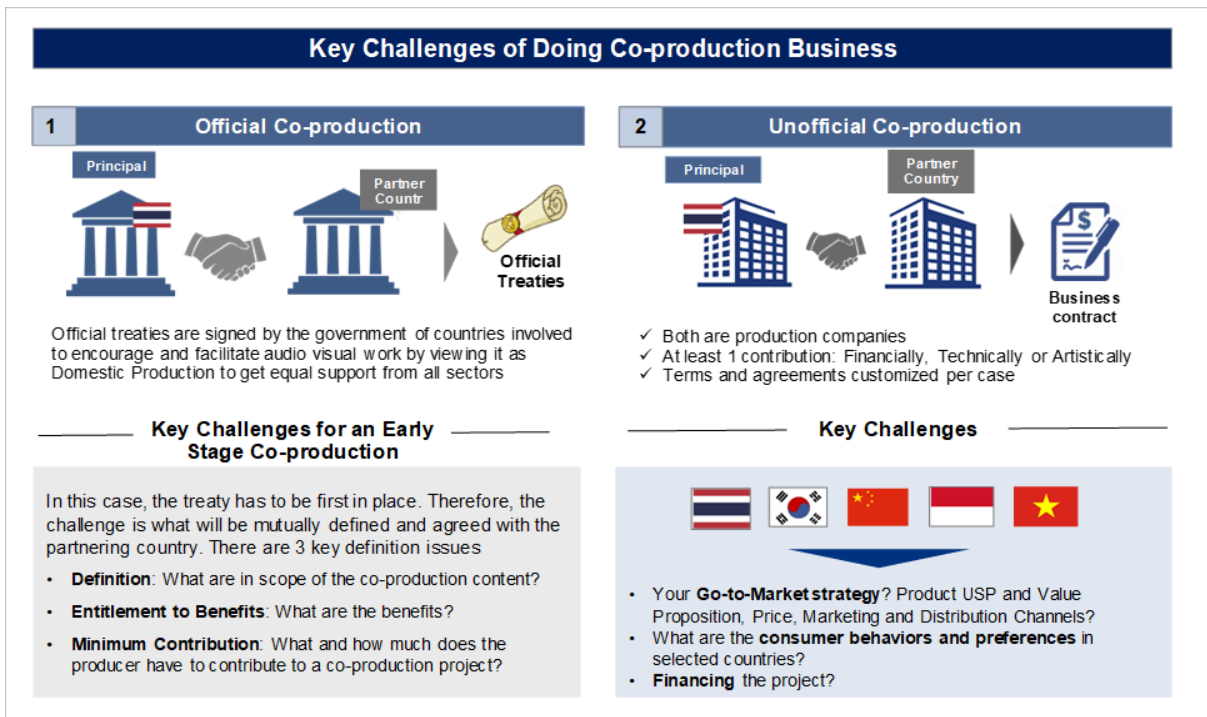 Key Challenges of Doing Co-production Business
1
Official Co-production
Principal
Partner
Countr
Official
Treaties
Official treaties are signed by the government of countries involved
to encourage and facilitate audio visual work by viewing it as
Domestic Production to get equal support from all sectors
Key Challenges for an Early
Stage Co-production
In this case, the treaty has to be first in place. Therefore, the
challenge is what will be mutually defined and agreed with the
partnering country. There are 3 key definition issues
• Definition: What are in scope of the co-production content?
• Entitlement to Benefits: What are the benefits?
• Minimum Contribution: What and how much does the
producer have to contribute to a co-production project?
2
Unofficial Co-production
Principal
Partner
Country
$
Business
contract
✓ Both are production companies
✓ At least 1 contribution: Financially, Technically or Artistically
✓ Terms and agreements customized per case
Key Challenges
• Your Go-to-Market strategy? Product USP and Value
Proposition, Price, Marketing and Distribution Channels?
• What are the consumer behaviors and preferences in
selected countries?
• Financing the project?